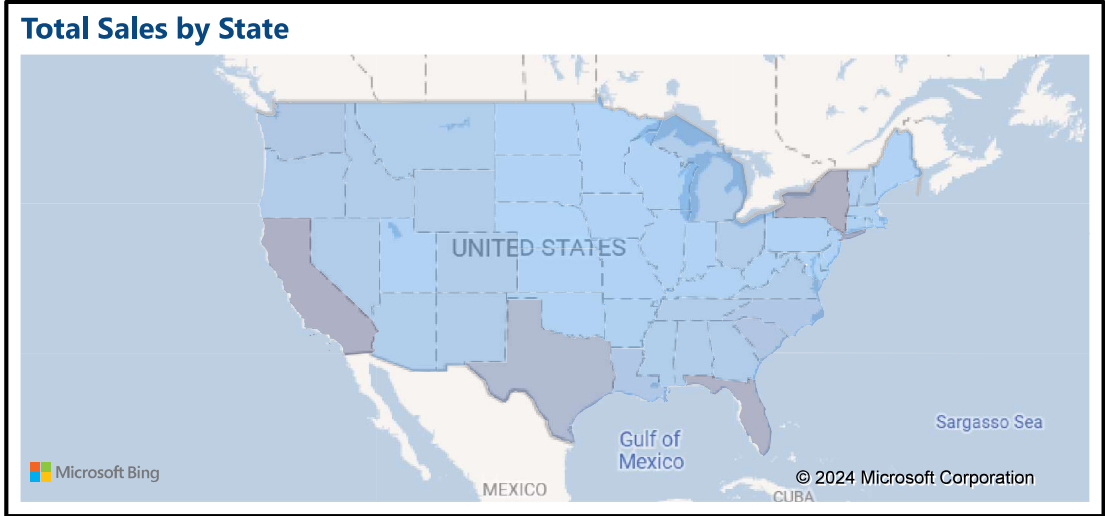 Total Sales by State
UNITED STATES
Sargasso Sea
Gulf of
Mexico
Microsoft Bing
© 2024 Microsoft Corporation
MEXICO
CUBA